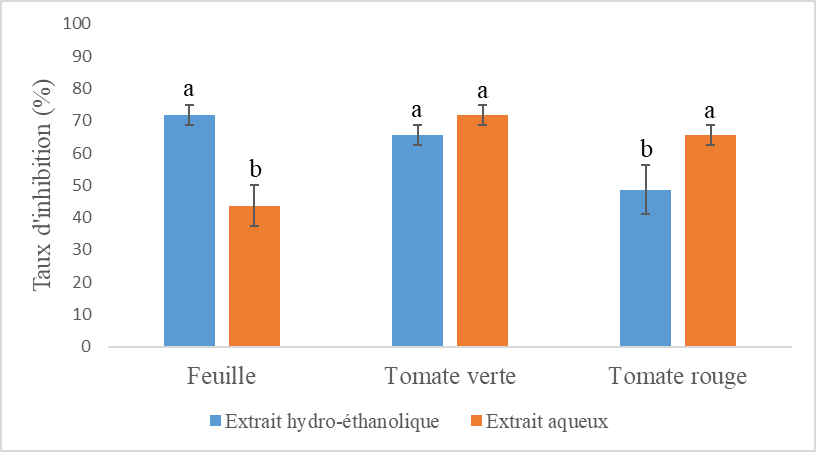 100
90
80
70
60
50
40
30
20
10
0
Taux d'inhibition (%)
a
b
a
a
b
a
Feuille
Tomate verte
Tomate rouge
Extrait hydro-éthanolique
Extrait aqueux